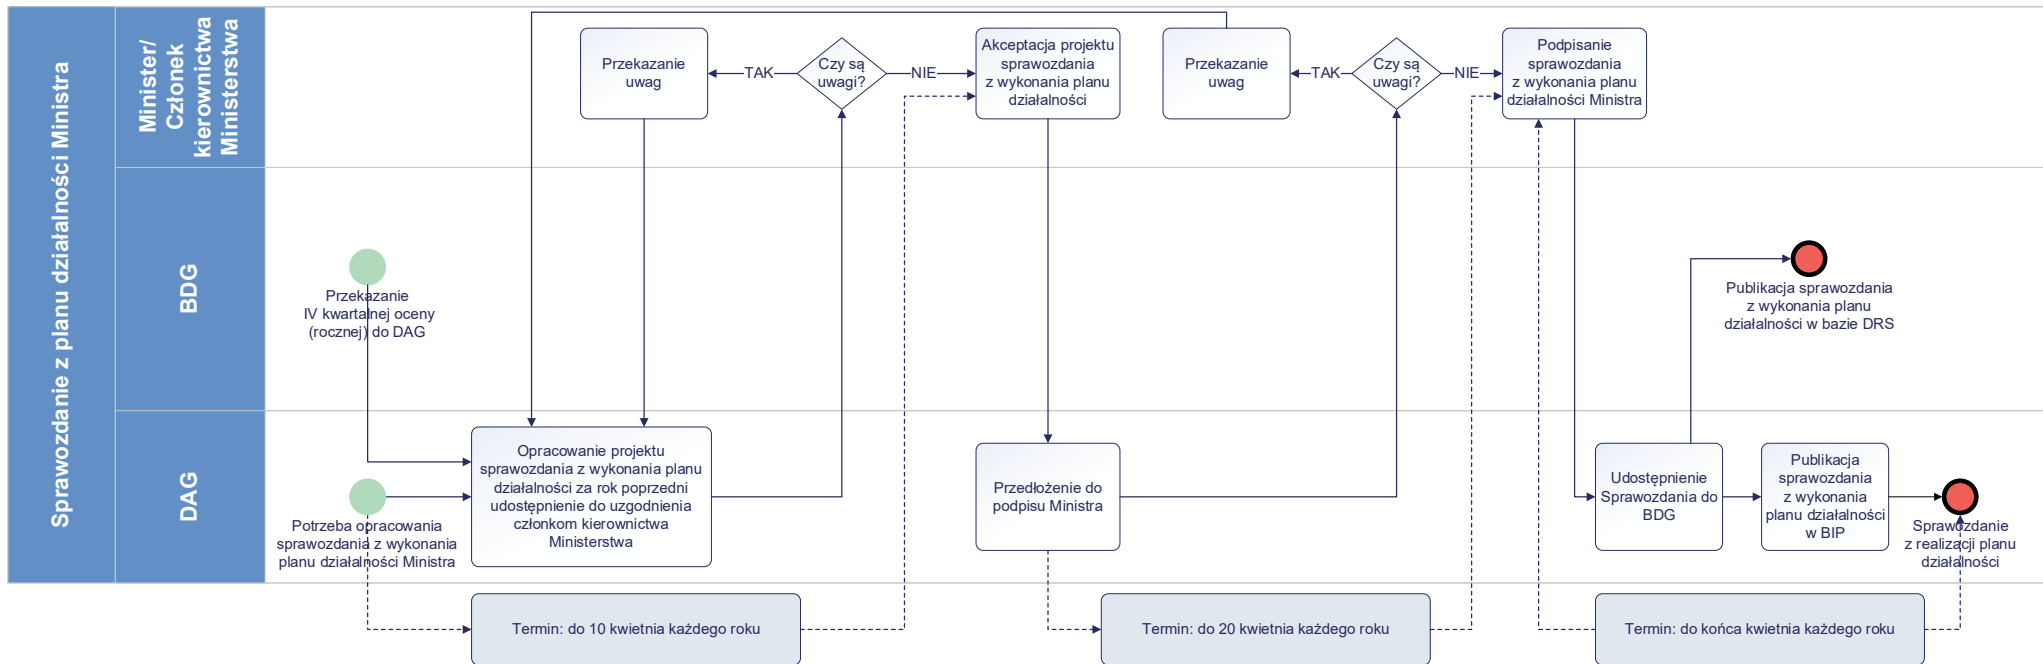 Sprawozdanie z planu działalności Ministra
Minister/
Członek
kierownictwa
Ministerstwa
BDG
DAG
Przekazanie
uwag
TAK
Czy są
uwagi?
NIE
Akceptacja projektu
sprawozdania
z wykonania planu
działalności
Przekazanie
uwag
TAK
Czy są
uwagi?
NIE
Podpisanie
sprawozdania
z wykonania planu
działalności Ministra
Przekazanie
IV kwartalnej oceny
(rocznej) do DAG
Publikacja sprawozdania
z wykonania planu
działalności w bazie DRS
Potrzeba opracowania
sprawozdania z wykonania
planu działalności Ministra
Opracowanie projektu
sprawozdania z wykonania planu
działalności za rok poprzedni
udostępnienie do uzgodnienia
członkom kierownictwa
Ministerstwa
Przedłożenie do
podpisu Ministra
Udostępnienie
Sprawozdania do
BDG
Publikacja
sprawozdania
z wykonania
planu działalności
w BIP
Sprawozdanie
z realizacji planu
działalności
Termin: do 10 kwietnia każdego roku
Termin: do 20 kwietnia każdego roku
Termin: do końca kwietnia każdego roku